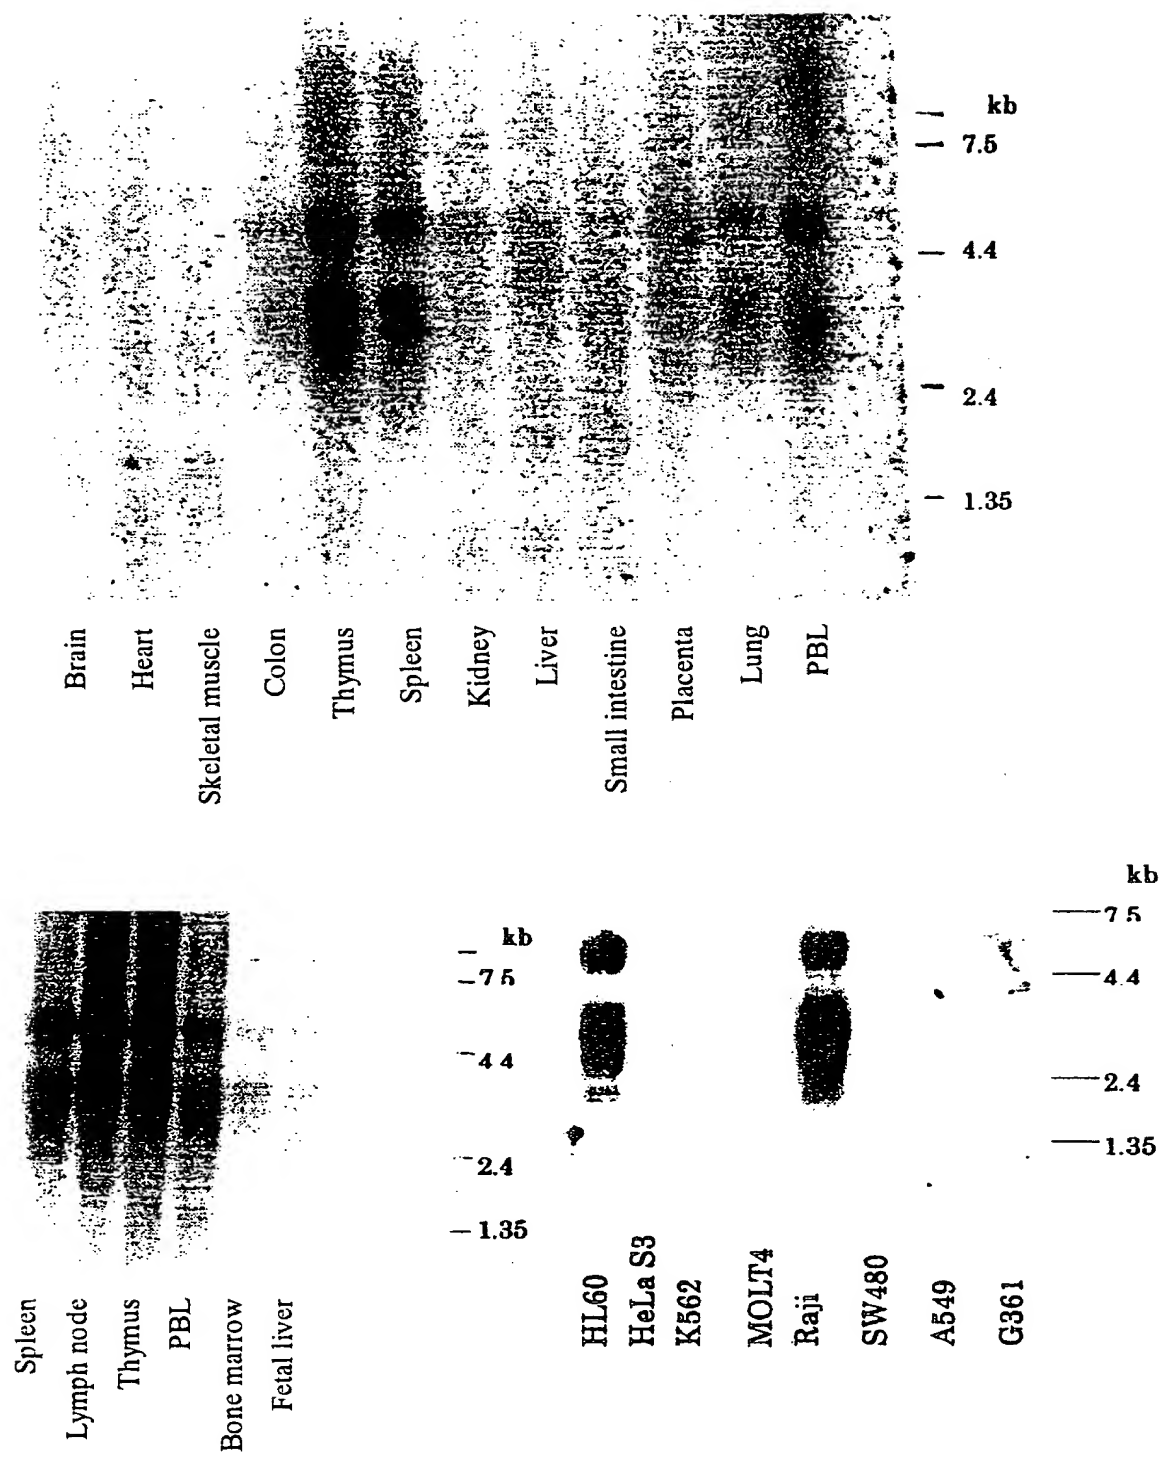 kb
7.5
4.4
2.4
1.35
Brain
Heart
Skeletal muscle
Colon
Thymus
Spleen
Kidney
Liver
Small intestine
Placenta
Lung
PBL
kb
7 5
4 4
2.4
1.35
Spleen
Lymph node
Thymus
PBL
Bone marrow
Fetal liver
kb
7 5
4.4
2.4
1.35
HL60
HeLa S3
K562
MOLT4
Raji
SW480
A549
G361